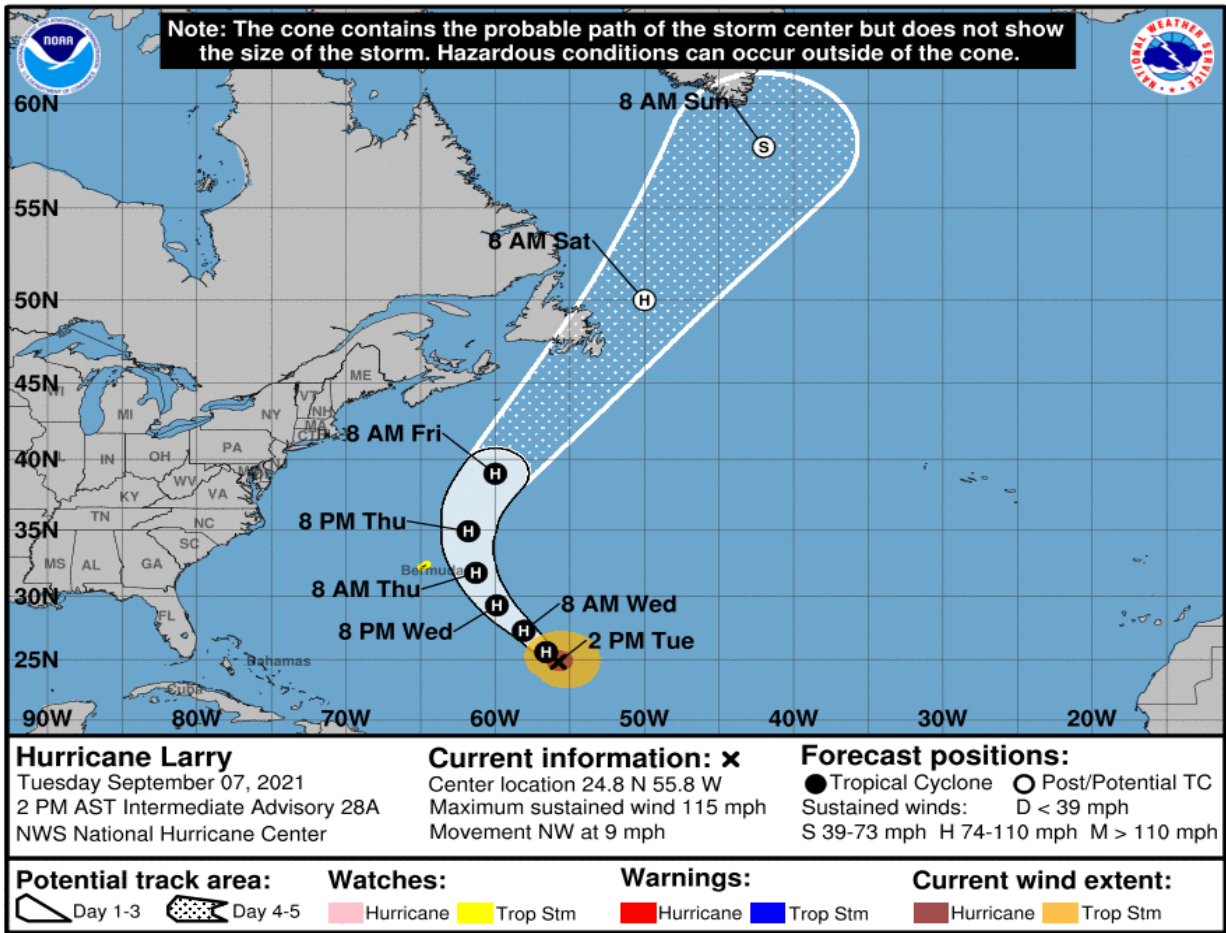 Note: The cone contains the probable path of the storm center but does not show
the size of the storm. Hazardous conditions can occur outside of the cone.
NOAA
NATIONAL WEATHER SERVICE
60N
8 AM Sun
S
55N
8 AM Sat
50N
H
45N
WI
MI
NY
VT
NH
MA
ME
8 AM Fri
H
40N
IN
OH
PA
WV
KY
VA
8 PM Thu
H
35N
TN
NC
SC
MS
AL
GA
Bermuda
H
8 AM Thu
30N
8 AM Wed
H
8 PM Wed
H
FL
2 PM Tue
H
25N
Bahamas
Cuba
90W 80W 70W 60W 50W 40W 30W 20W
Hurricane Larry
Tuesday September 07, 2021
2 PM AST Intermediate Advisory 28A
NWS National Hurricane Center
Current information: x
Center location 24.8 N 55.8 W
Maximum sustained wind 115 mph
Movement NW at 9 mph
Forecast positions:
Tropical Cyclone Post/Potential TC
Sustained winds: D < 39 mph
S 39-73 mph H 74-110 mph M > 110 mph
Potential track area:
Day 1-3 Day 4-5
Watches:
Hurricane Trop Stm
Warnings:
Hurricane Trop Stm
Current wind extent:
Hurricane Trop Stm